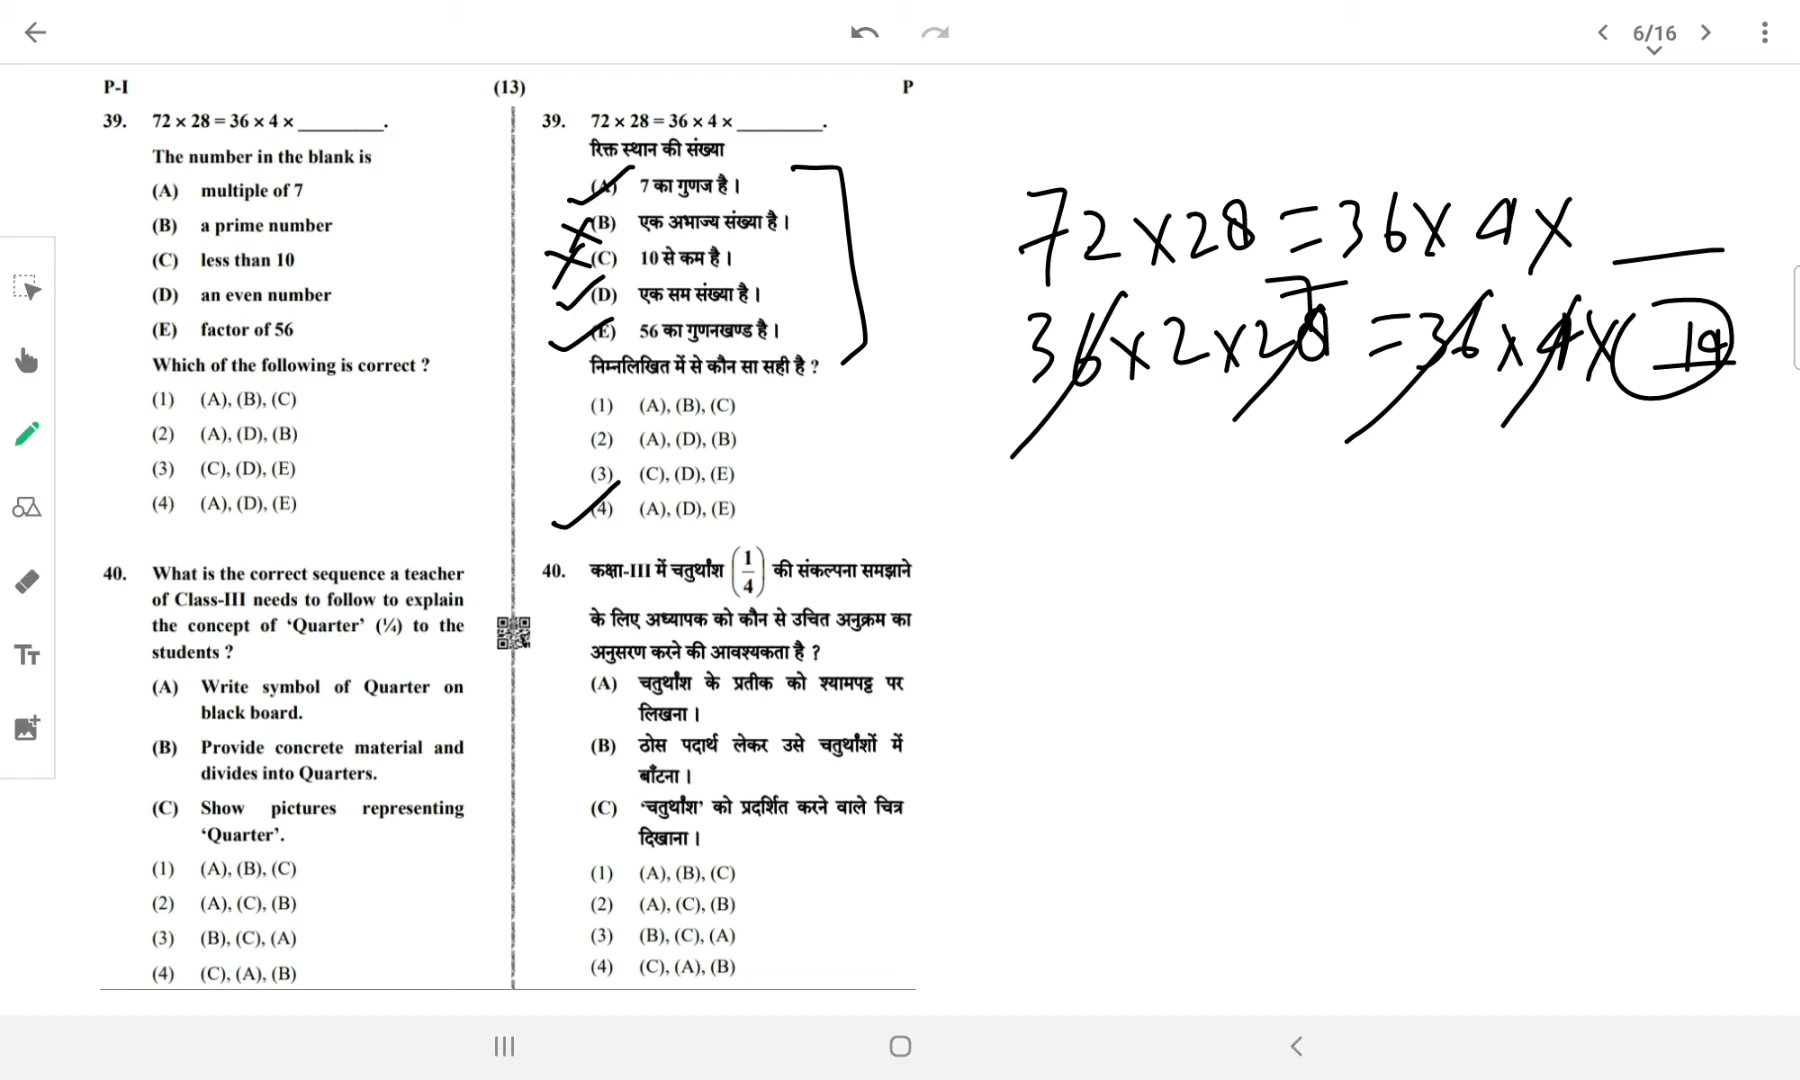 6/16
P-I
(13)
P
39. 72 × 28 = 36 × 4 × ________.
The number in the blank is
(A) multiple of 7
(B) a prime number
(C) less than 10
(D) an even number
(E) factor of 56
Which of the following is correct ?
(1) (A), (B), (C)
(2) (A), (D), (B)
(3) (C), (D), (E)
(4) (A), (D), (E)
40. What is the correct sequence a teacher
of Class-III needs to follow to explain
the concept of ‘Quarter’ (¼) to the
students ?
(A) Write symbol of Quarter on
black board.
(B) Provide concrete material and
divides into Quarters.
(C) Show pictures representing
‘Quarter’.
(1) (A), (B), (C)
(2) (A), (C), (B)
(3) (B), (C), (A)
(4) (C), (A), (B)
39. 72 × 28 = 36 × 4 × ________.
रिक्त स्थान की संख्या
(A) 7 का गुणज है ।
(B) एक अभाज्य संख्या है ।
(C) 10 से कम है ।
(D) एक सम संख्या है ।
(E) 56 का गुणनखण्ड है ।
निम्नलिखित में से कौन सा सही है ?
(1) (A), (B), (C)
(2) (A), (D), (B)
(3) (C), (D), (E)
(4) (A), (D), (E)
40. कक्षा-III में चतुर्थांश (1/4) की संकल्पना समझाने
के लिए अध्यापक को कौन से उचित अनुक्रम का
अनुसरण करने की आवश्यकता है ?
(A) चतुर्थांश के प्रतीक को श्यामपट्ट पर
लिखना ।
(B) ठोस पदार्थ लेकर उसे चतुर्थांशों में
बाँटना ।
(C) ‘चतुर्थांश’ को प्रदर्शित करने वाले चित्र
दिखाना ।
(1) (A), (B), (C)
(2) (A), (C), (B)
(3) (B), (C), (A)
(4) (C), (A), (B)
72 × 28 = 36 × 4 × __
7
36 × 2 × 28 = 36 × 4 × 14
TT